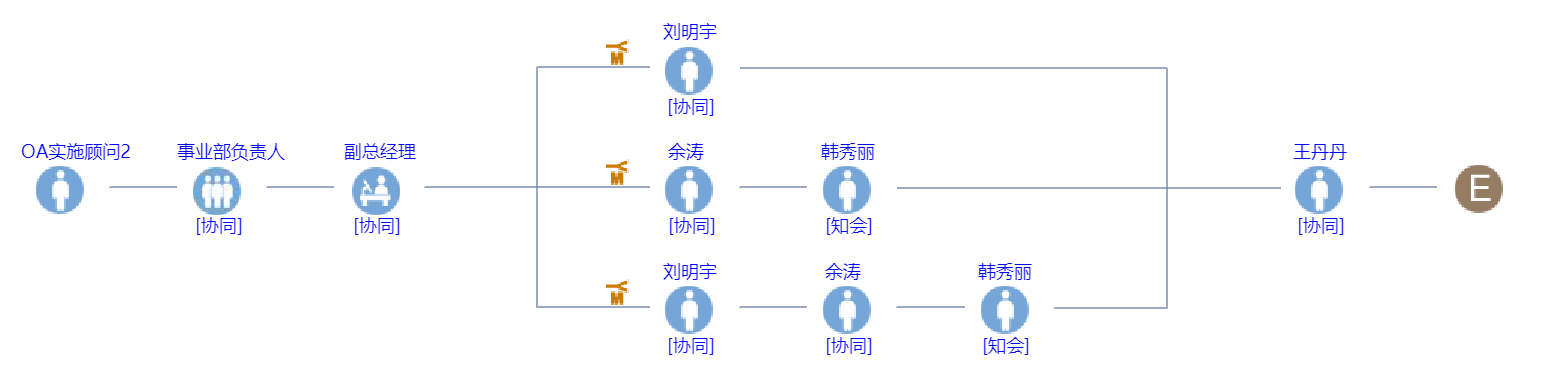 刘明宇
[协同]
OA实施顾问2
事业部负责人
[协同]
副总经理
[协同]
余涛
[协同]
韩秀丽
[知会]
王丹丹
[协同]
E
刘明宇
[协同]
余涛
[协同]
韩秀丽
[知会]